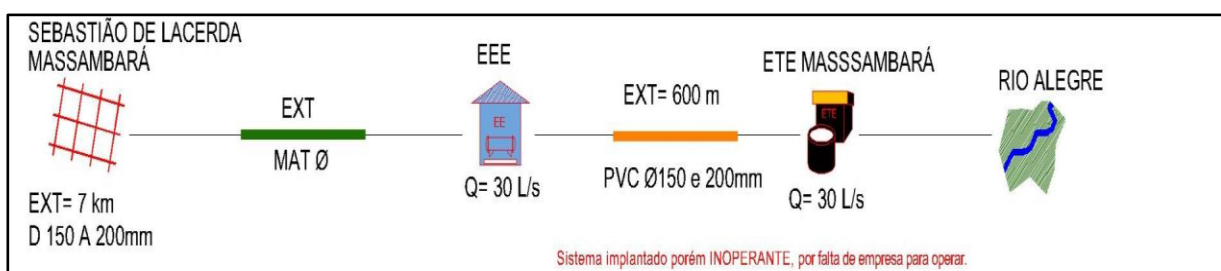 SEBASTIÃO DE LACERDA
MASSAMBARÁ
EXT= 7 km
D 150 A 200mm
EXT
MAT Ø
EEE
EE
Q= 30 L/s
EXT= 600 m
PVC Ø150 e 200mm
ETE MASSSAMBARÁ
ETE
Q= 30 L/s
RIO ALEGRE
Sistema implantado porém INOPERANTE, por falta de empresa para operar.